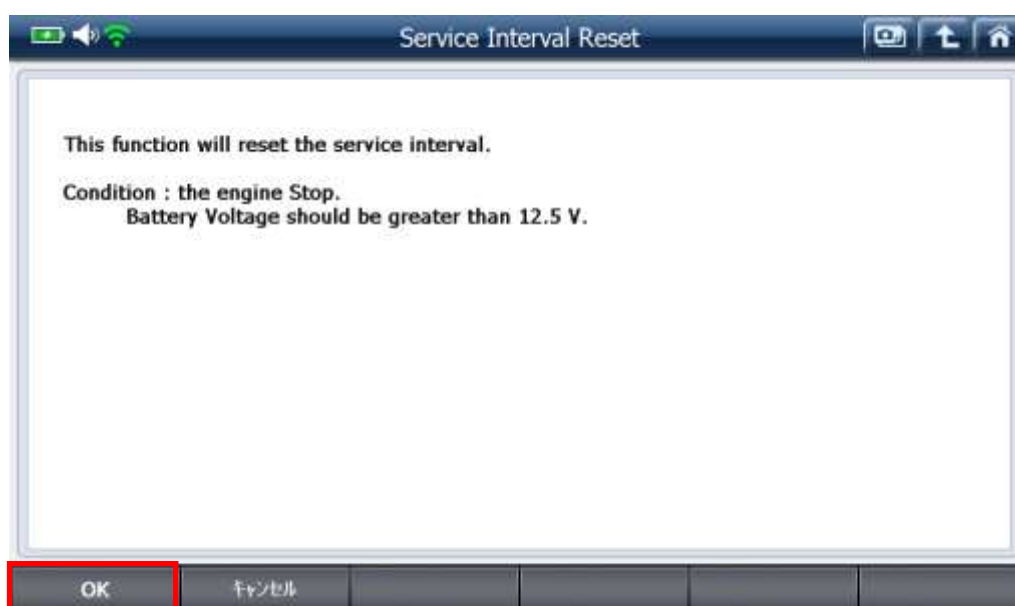 Service Interval Reset
This function will reset the service interval.
Condition : the engine Stop.
Battery Voltage should be greater than 12.5 V.
OK
キャンセル